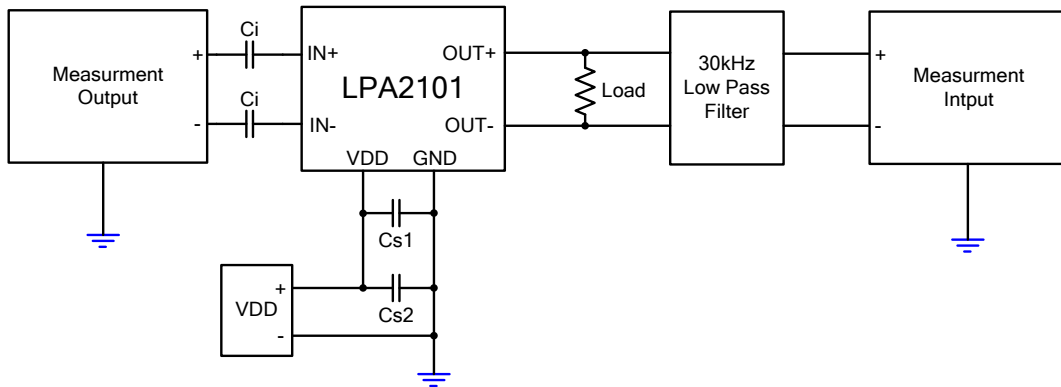 Measurment
Output
+
-
Ci
Ci
IN+
IN-
LPA2101
OUT+
OUT-
VDD
GND
Load
30kHz
Low Pass
Filter
+
-
Measurment
Intput
Cs1
Cs2
VDD
+
-